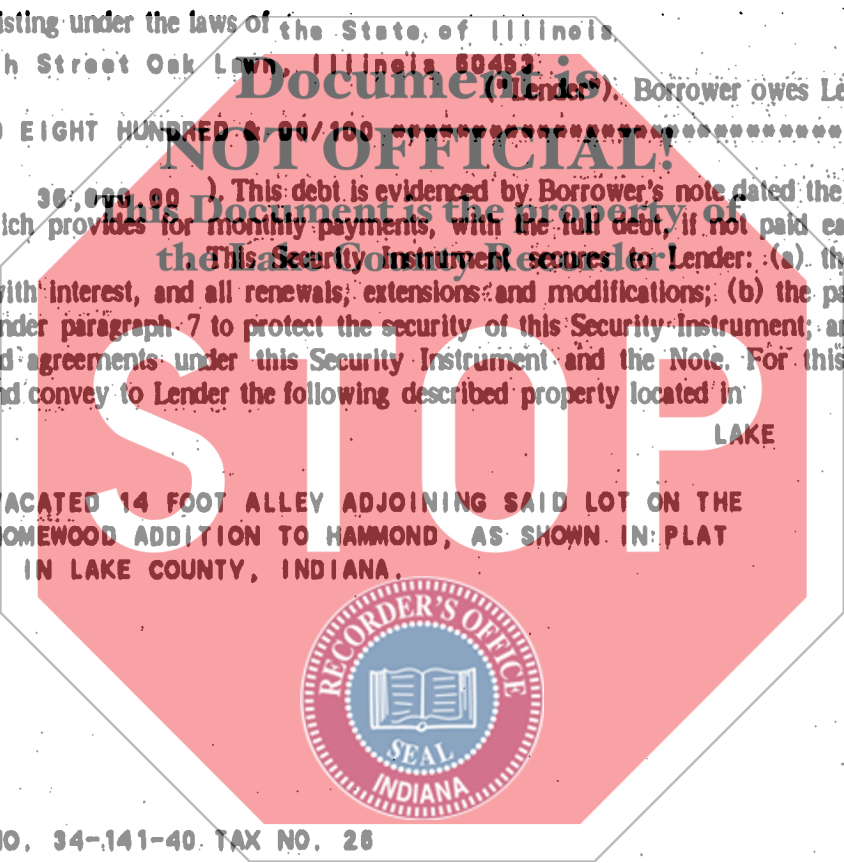 isting under the laws of the State of Illinois
h Street Oak Lawn, Illinois 60453
Document is
("Lender"). Borrower owes Le
EIGHT HUNDRED & 00/100
NOT OFFICIAL!
). This debt is evidenced by Borrower's note dated the
This Document is the property of
ich provides for monthly payments, with the full debt, if not paid ea
the Lake County Recorder!
. This Security Instrument secures to Lender: (a) th
with interest, and all renewals, extensions and modifications; (b) the pa
nder paragraph 7 to protect the security of this Security Instrument; a
d agreements under this Security Instrument and the Note. For this
nd convey to Lender the following described property located in
LAKE
STOP
VACATED 14 FOOT ALLEY ADJOINING SAID LOT ON THE
OMEWOOD ADDITION TO HAMMOND, AS SHOWN IN PLAT
IN LAKE COUNTY, INDIANA.
RECORDER'S OFFICE
SEAL
INDIANA
NO. 34-141-40 TAX NO. 26